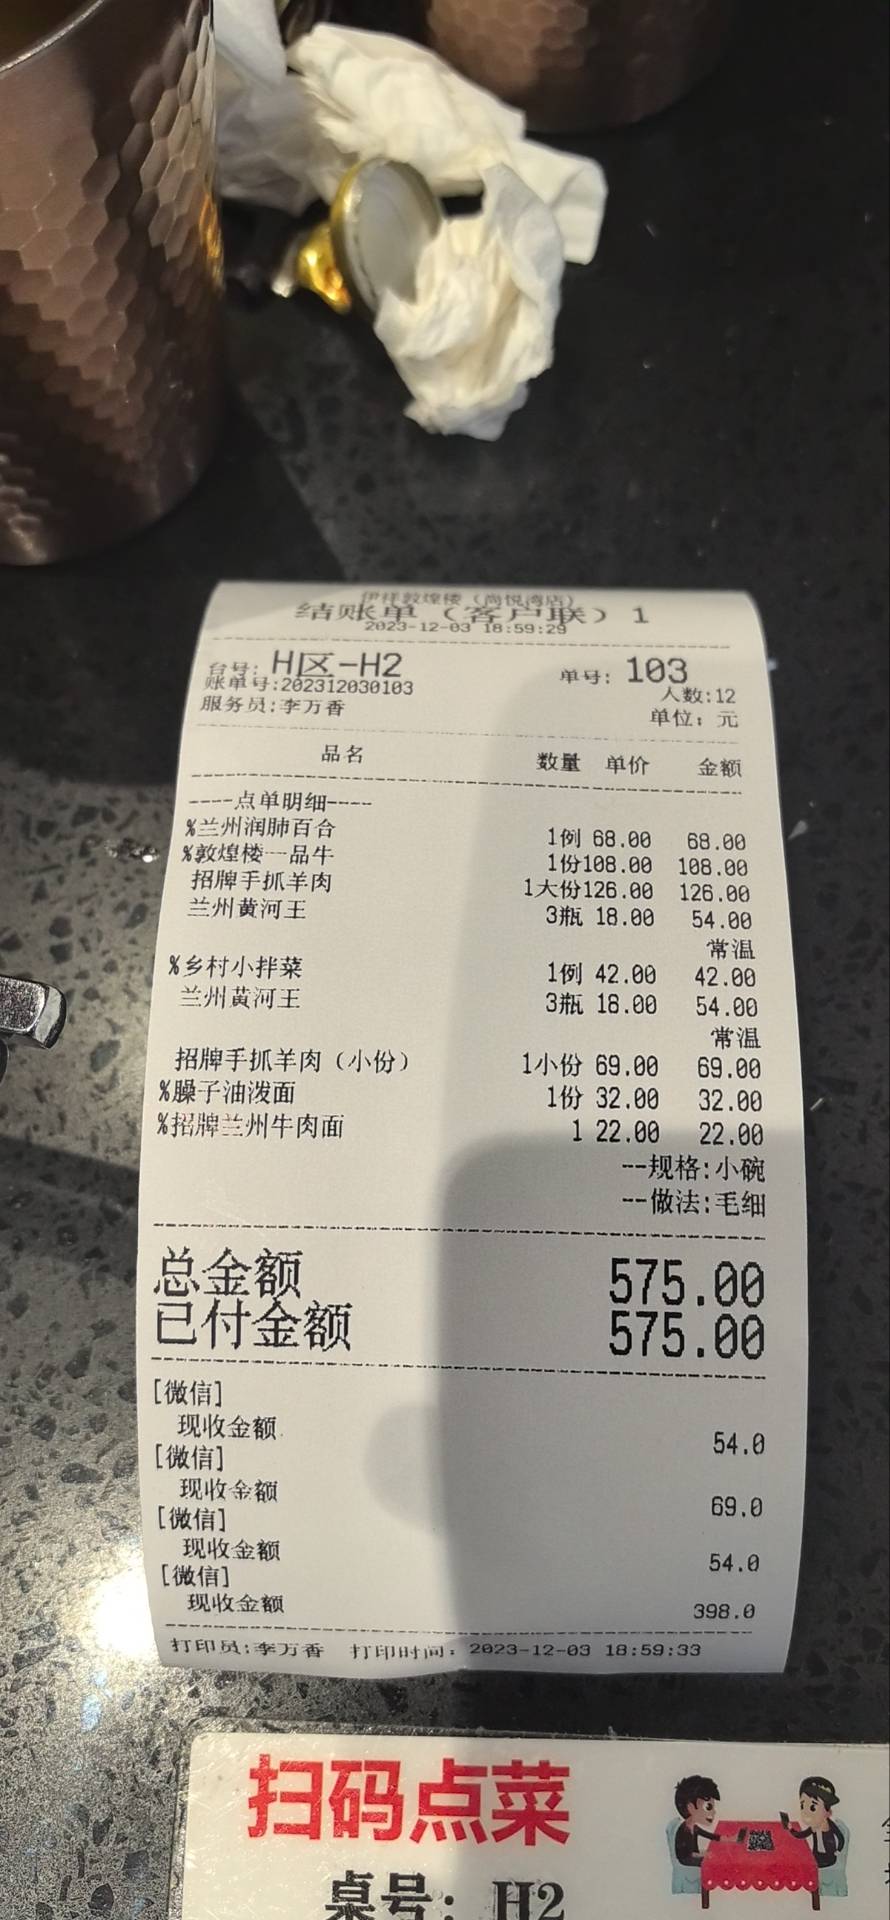 伊祥敦煌楼（尚悦湾店）
结账单（客户联）1
2023-12-03 18:59:29
台号: H区-H2 单号: 103
账单号:202312030103 人数:12
服务员:李万香 单位: 元
品名 数量 单价 金额
----点单明细----
%兰州润肺百合 1例 68.00 68.00
%敦煌楼一品牛 1份108.00 108.00
招牌手抓羊肉 1大份126.00 126.00
兰州黄河王 3瓶 18.00 54.00
常温
%乡村小拌菜 1例 42.00 42.00
兰州黄河王 3瓶 18.00 54.00
常温
招牌手抓羊肉（小份） 1小份 69.00 69.00
%臊子油泼面 1份 32.00 32.00
%招牌兰州牛肉面 1 22.00 22.00
--规格:小碗
--做法:毛细
总金额 575.00
已付金额 575.00
[微信]
现收金额 54.0
[微信]
现收金额 69.0
[微信]
现收金额 54.0
[微信]
现收金额 398.0
打印员:李万香 打印时间: 2023-12-03 18:59:33
扫码点菜
桌号: H2